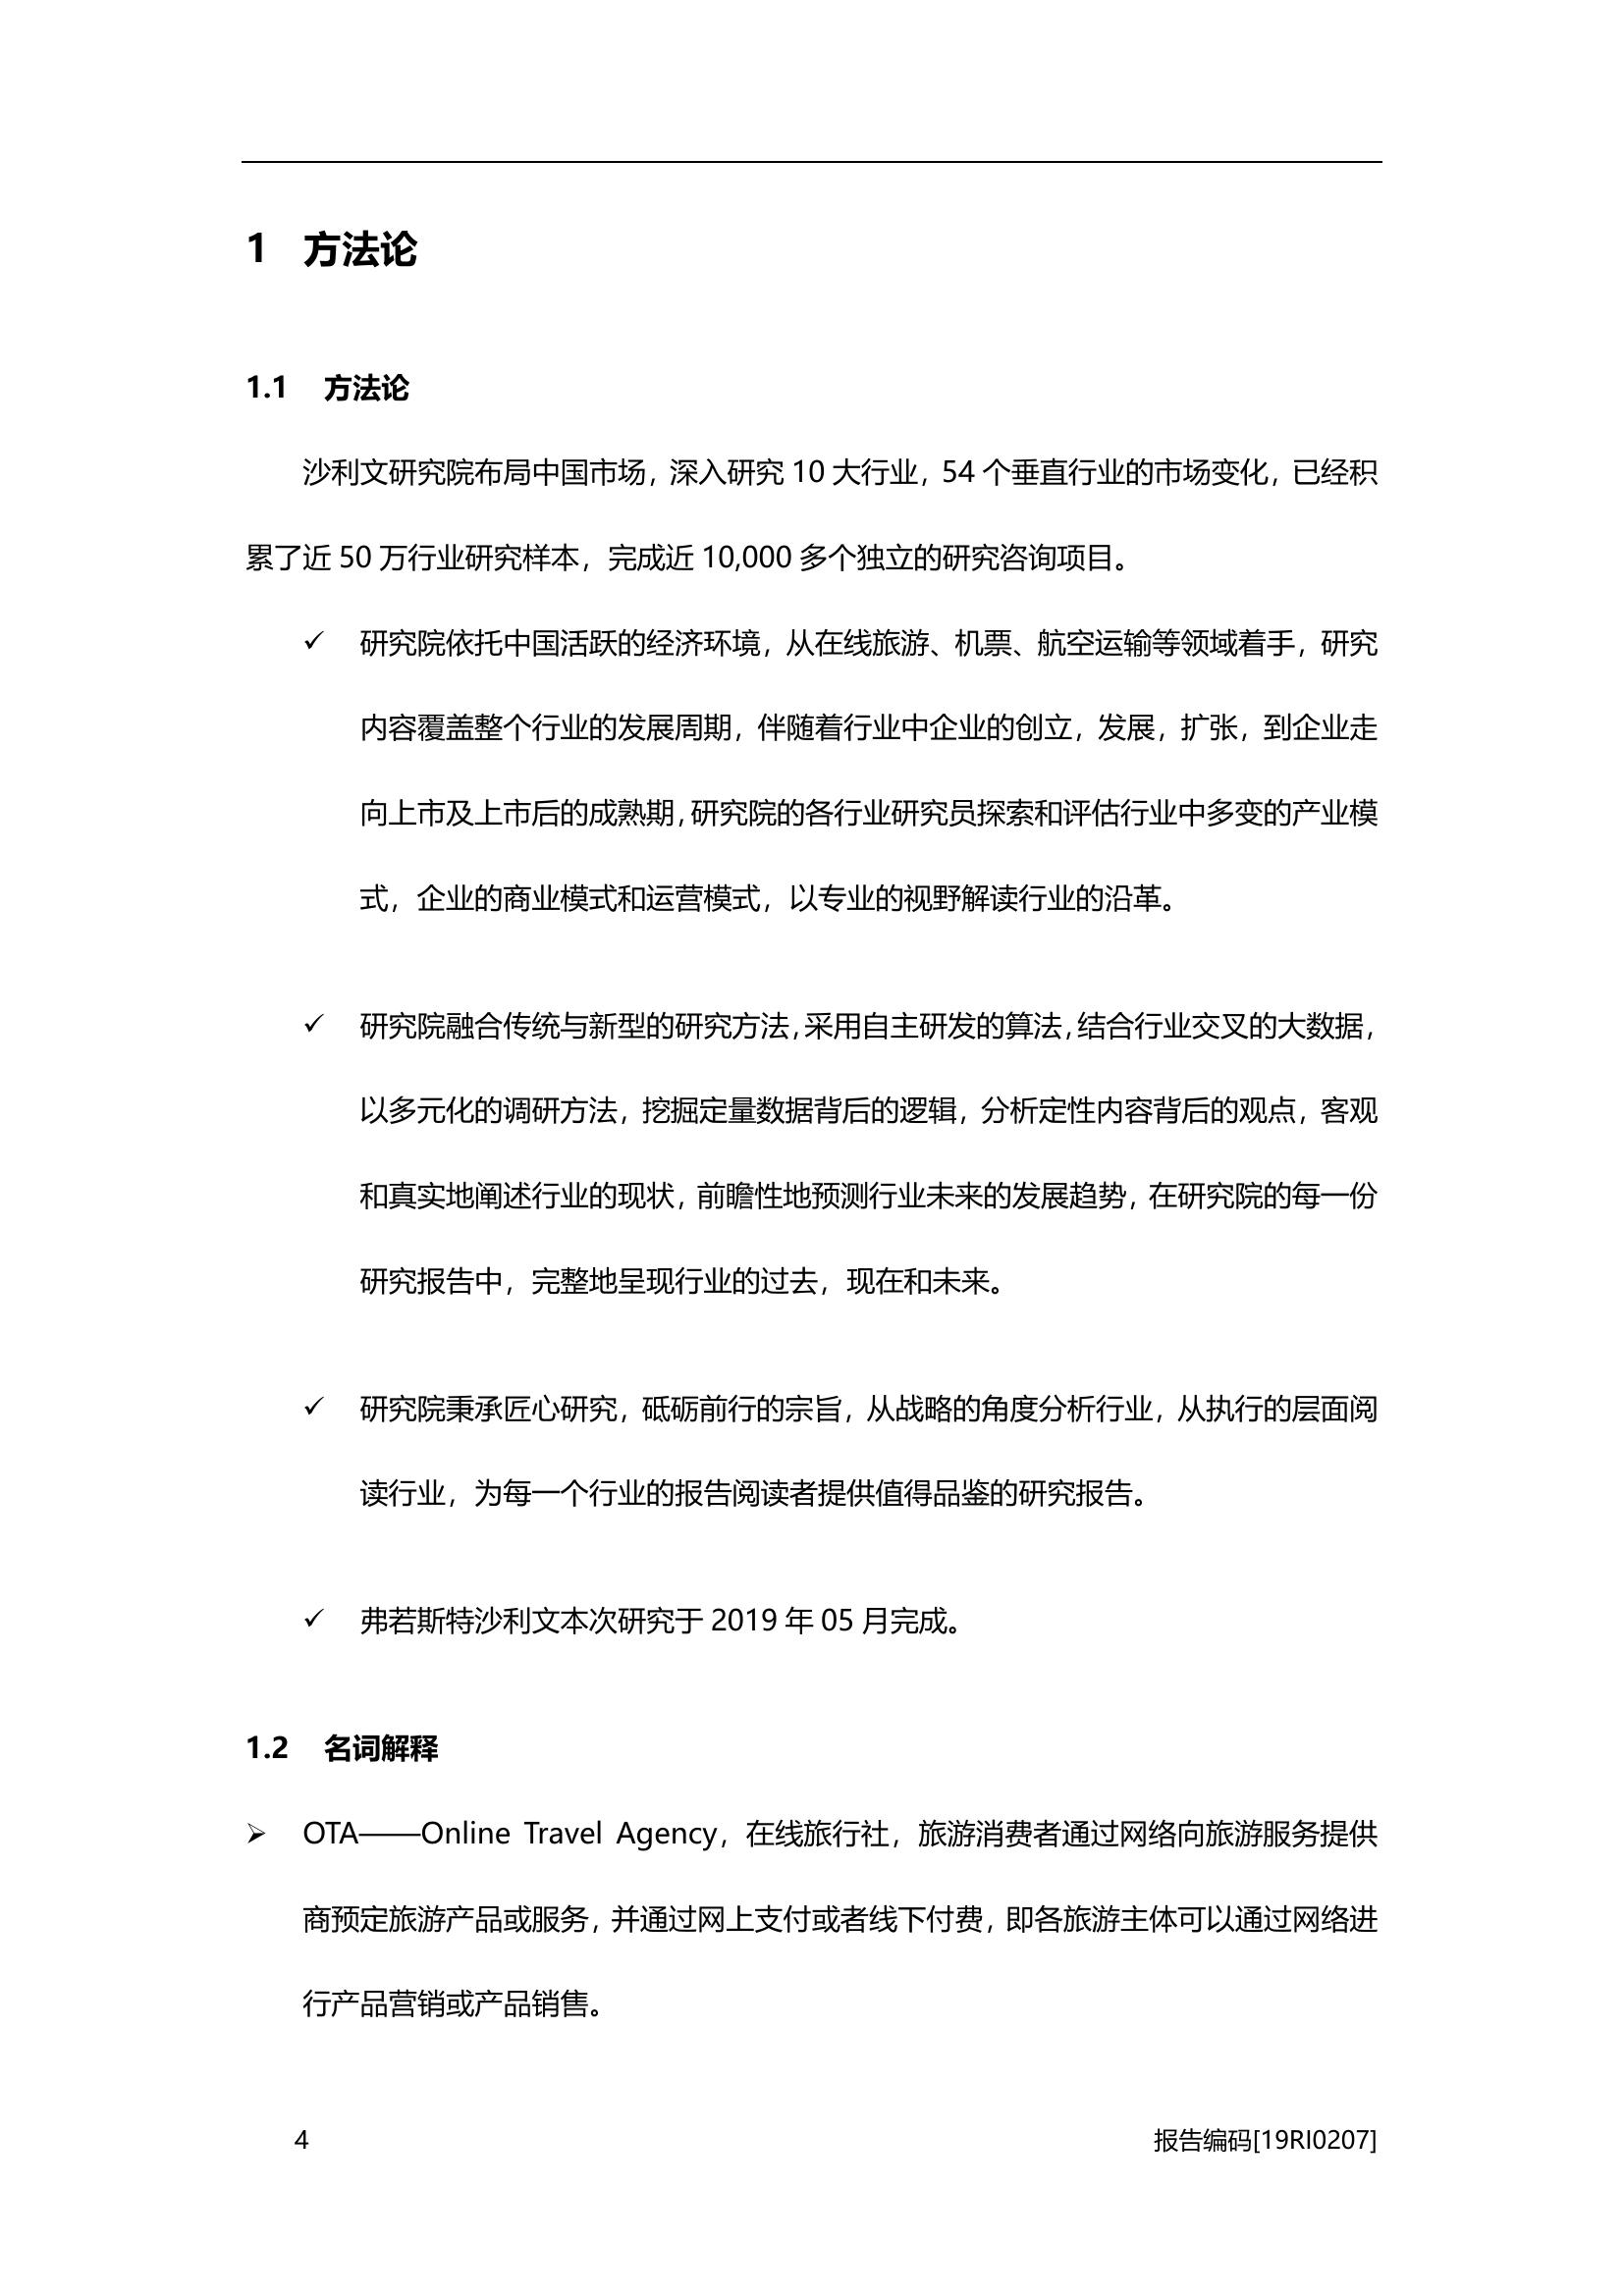 1 方法论
1.1 方法论
沙利文研究院布局中国市场，深入研究 10 大行业，54 个垂直行业的市场变化，已经积
累了近 50 万行业研究样本，完成近 10,000 多个独立的研究咨询项目。
✓ 研究院依托中国活跃的经济环境，从在线旅游、机票、航空运输等领域着手，研究
内容覆盖整个行业的发展周期，伴随着行业中企业的创立，发展，扩张，到企业走
向上市及上市后的成熟期，研究院的各行业研究员探索和评估行业中多变的产业模
式，企业的商业模式和运营模式，以专业的视野解读行业的沿革。
✓ 研究院融合传统与新型的研究方法，采用自主研发的算法，结合行业交叉的大数据，
以多元化的调研方法，挖掘定量数据背后的逻辑，分析定性内容背后的观点，客观
和真实地阐述行业的现状，前瞻性地预测行业未来的发展趋势，在研究院的每一份
研究报告中，完整地呈现行业的过去，现在和未来。
✓ 研究院秉承匠心研究，砥砺前行的宗旨，从战略的角度分析行业，从执行的层面阅
读行业，为每一个行业的报告阅读者提供值得品鉴的研究报告。
✓ 弗若斯特沙利文本次研究于 2019 年 05 月完成。
1.2 名词解释
➢ OTA——Online Travel Agency，在线旅行社，旅游消费者通过网络向旅游服务提供
商预定旅游产品或服务，并通过网上支付或者线下付费，即各旅游主体可以通过网络进
行产品营销或产品销售。
4 报告编码[19RI0207]